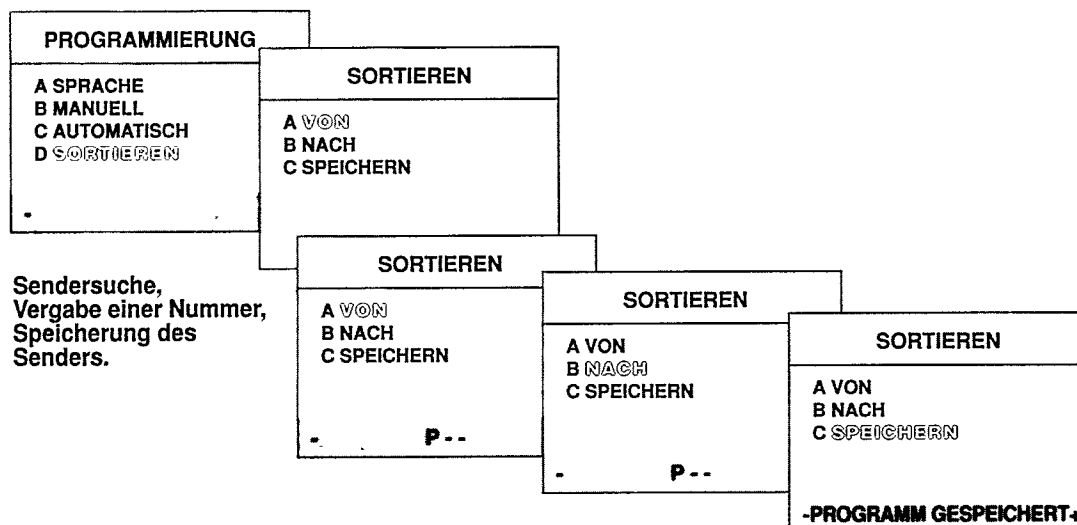 PROGRAMMIERUNG
A SPRACHE
B MANUELL
C AUTOMATISCH
D SORTIEREN
-
SORTIEREN
A VON
B NACH
C SPEICHERN
Sendersuche,
Vergabe einer Nummer,
Speicherung des
Senders.
SORTIEREN
A VON
B NACH
C SPEICHERN
- P - -
SORTIEREN
A VON
B NACH
C SPEICHERN
- P - -
SORTIEREN
A VON
B NACH
C SPEICHERN
-PROGRAMM GESPEICHERT+